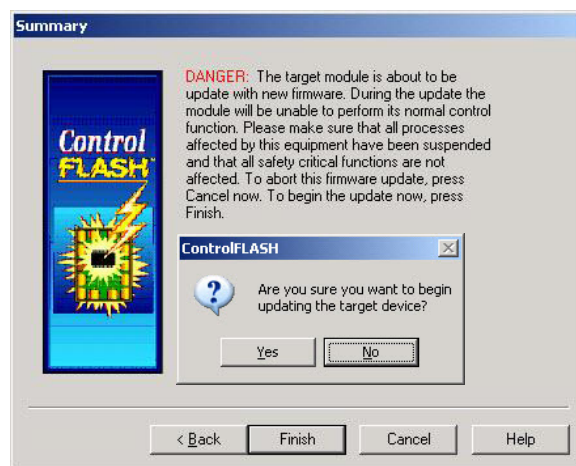 Summary
DANGER: The target module is about to be
update with new firmware. During the update the
module will be unable to perform its normal control
function. Please make sure that all processes
affected by this equipment have been suspended
and that all safety critical functions are not
affected. To abort this firmware update, press
Cancel now. To begin the update now, press
Finish.
Control
FLASH
ControlFLASH
Are you sure you want to begin
updating the target device?
Yes No
< Back Finish Cancel Help